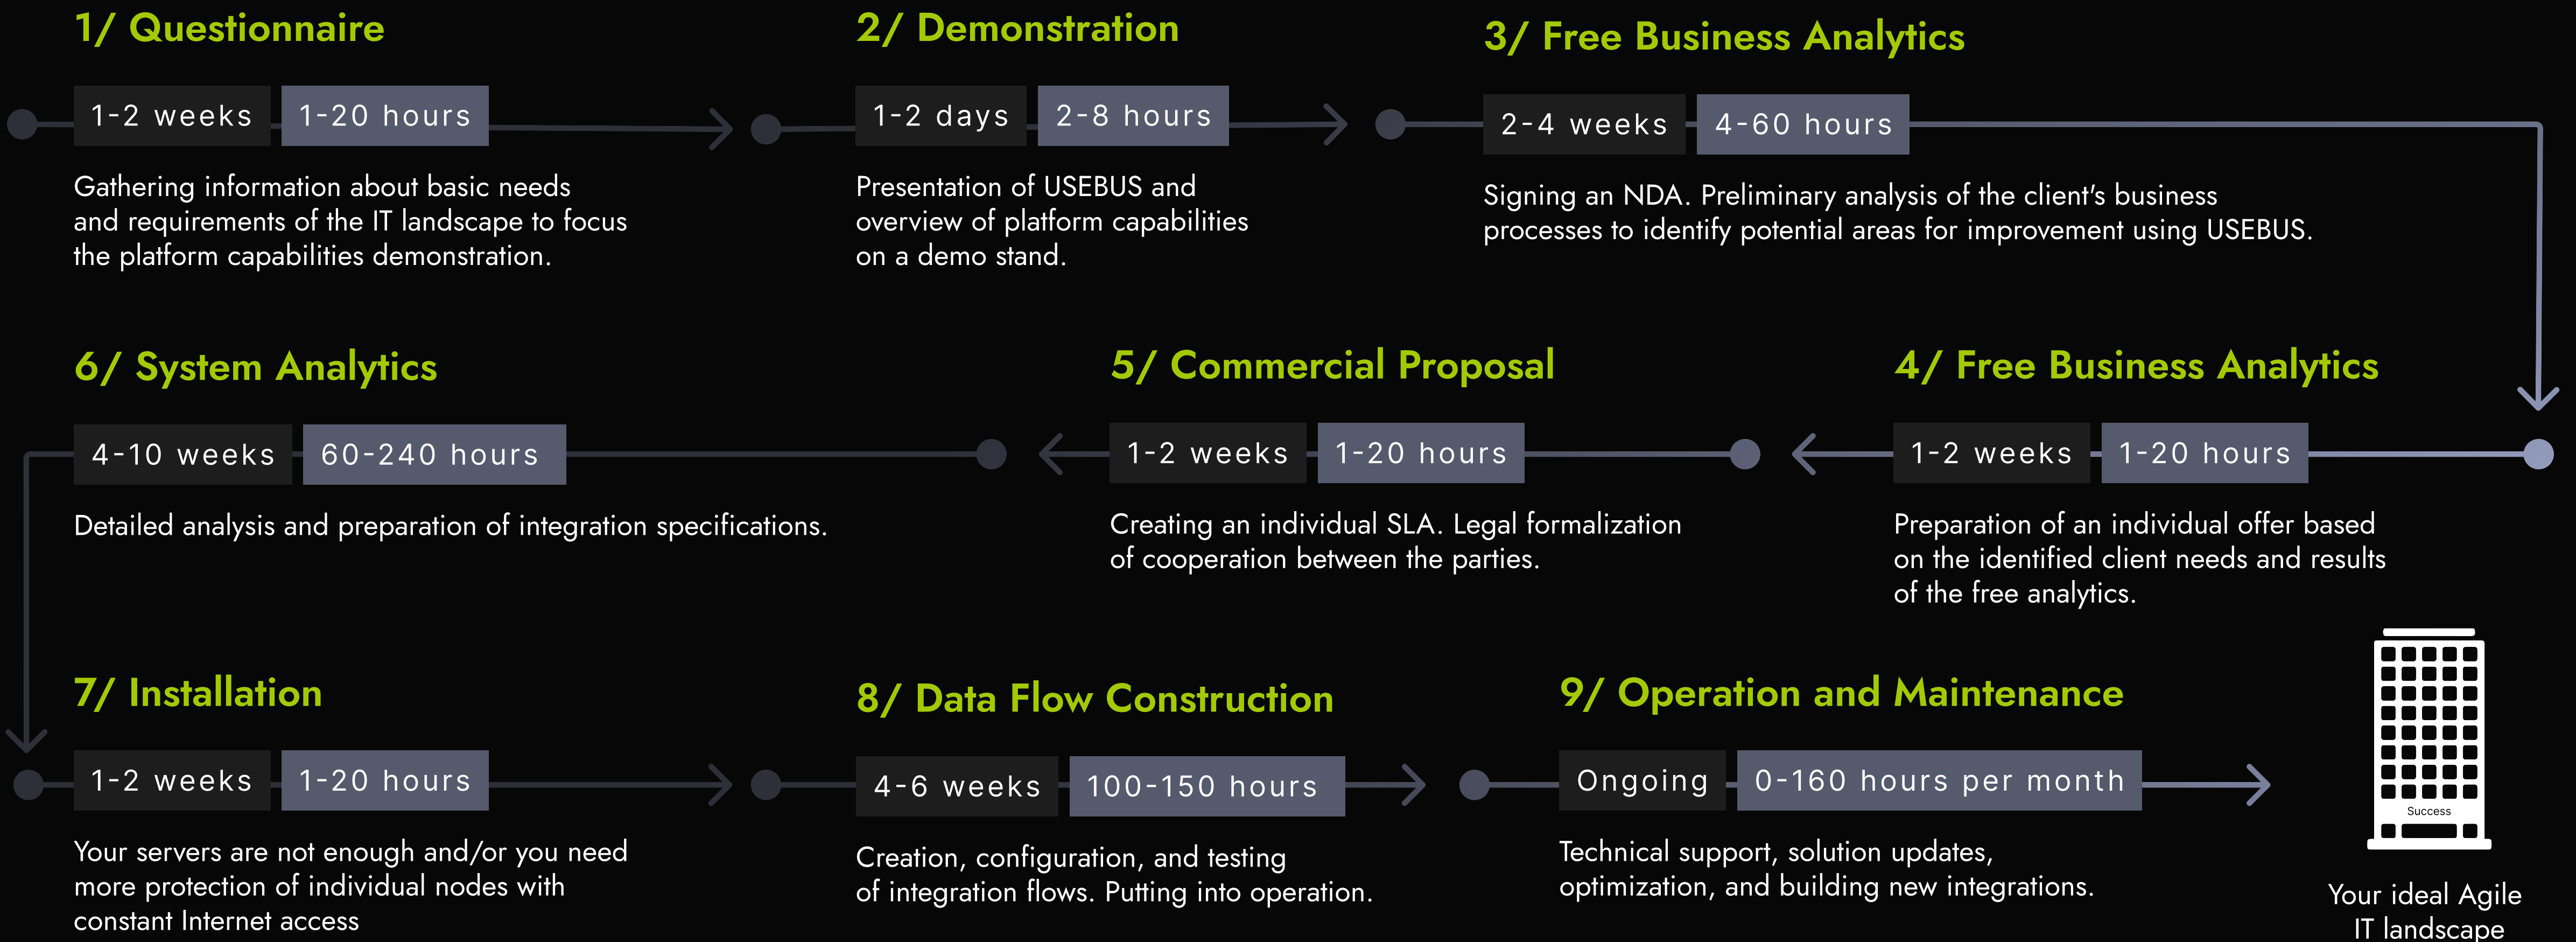 1/ Questionnaire
1-2 weeks
1-20 hours
Gathering information about basic needs
and requirements of the IT landscape to focus
the platform capabilities demonstration.
2/ Demonstration
1-2 days
2-8 hours
Presentation of USEBUS and
overview of platform capabilities
on a demo stand.
3/ Free Business Analytics
2-4 weeks
4-60 hours
Signing an NDA. Preliminary analysis of the client's business
processes to identify potential areas for improvement using USEBUS.
4/ Free Business Analytics
1-2 weeks
1-20 hours
Preparation of an individual offer based
on the identified client needs and results
of the free analytics.
5/ Commercial Proposal
1-2 weeks
1-20 hours
Creating an individual SLA. Legal formalization
of cooperation between the parties.
6/ System Analytics
4-10 weeks
60-240 hours
Detailed analysis and preparation of integration specifications.
7/ Installation
1-2 weeks
1-20 hours
Your servers are not enough and/or you need
more protection of individual nodes with
constant Internet access
8/ Data Flow Construction
4-6 weeks
100-150 hours
Creation, configuration, and testing
of integration flows. Putting into operation.
9/ Operation and Maintenance
Ongoing
0-160 hours per month
Technical support, solution updates,
optimization, and building new integrations.
Success
Your ideal Agile
IT landscape